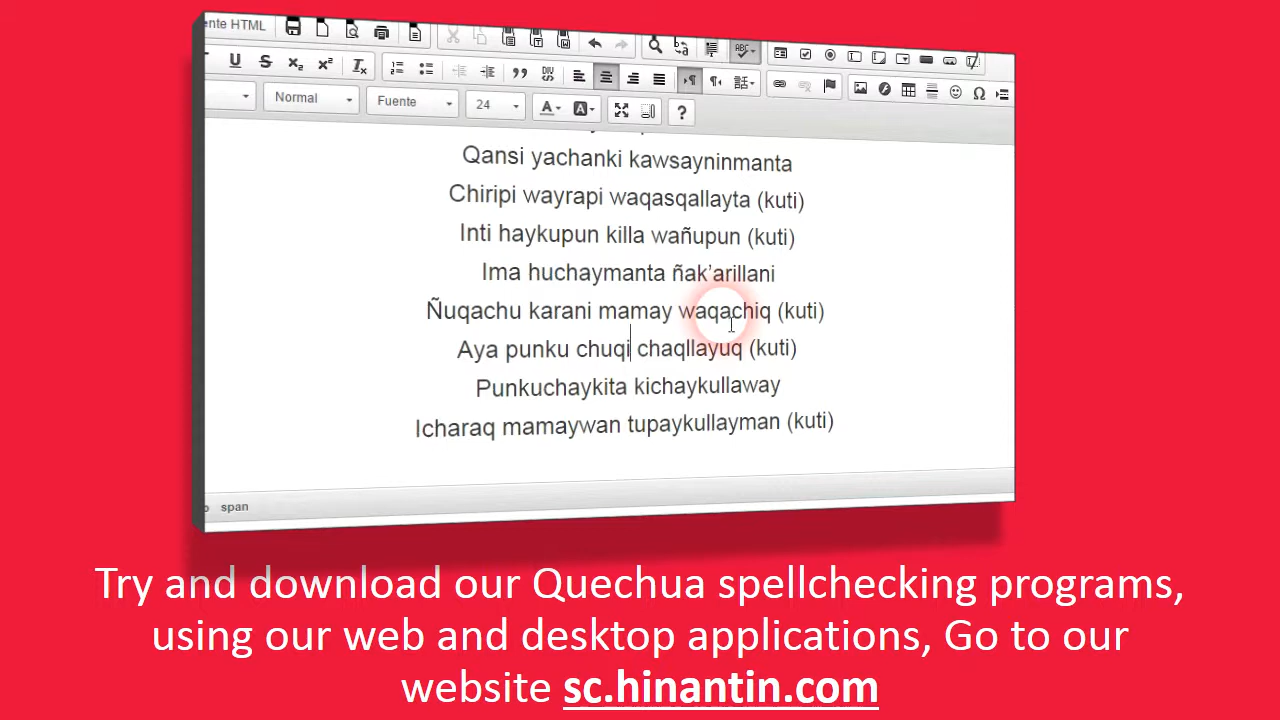 ente HTML
Normal Fuente 24
Qansi yachanki kawsayninmanta
Chiripi wayrapi waqasqallayta (kuti)
Inti haykupun killa wañupun (kuti)
Ima huchaymanta ñak'arillani
Ñuqachu karani mamay waqachiq (kuti)
Aya punku chuqi chaqllayuq (kuti)
Punkuchaykita kichaykullaway
Icharaq mamaywan tupaykullayman (kuti)
span
Try and download our Quechua spellchecking programs,
using our web and desktop applications, Go to our
website sc.hinantin.com